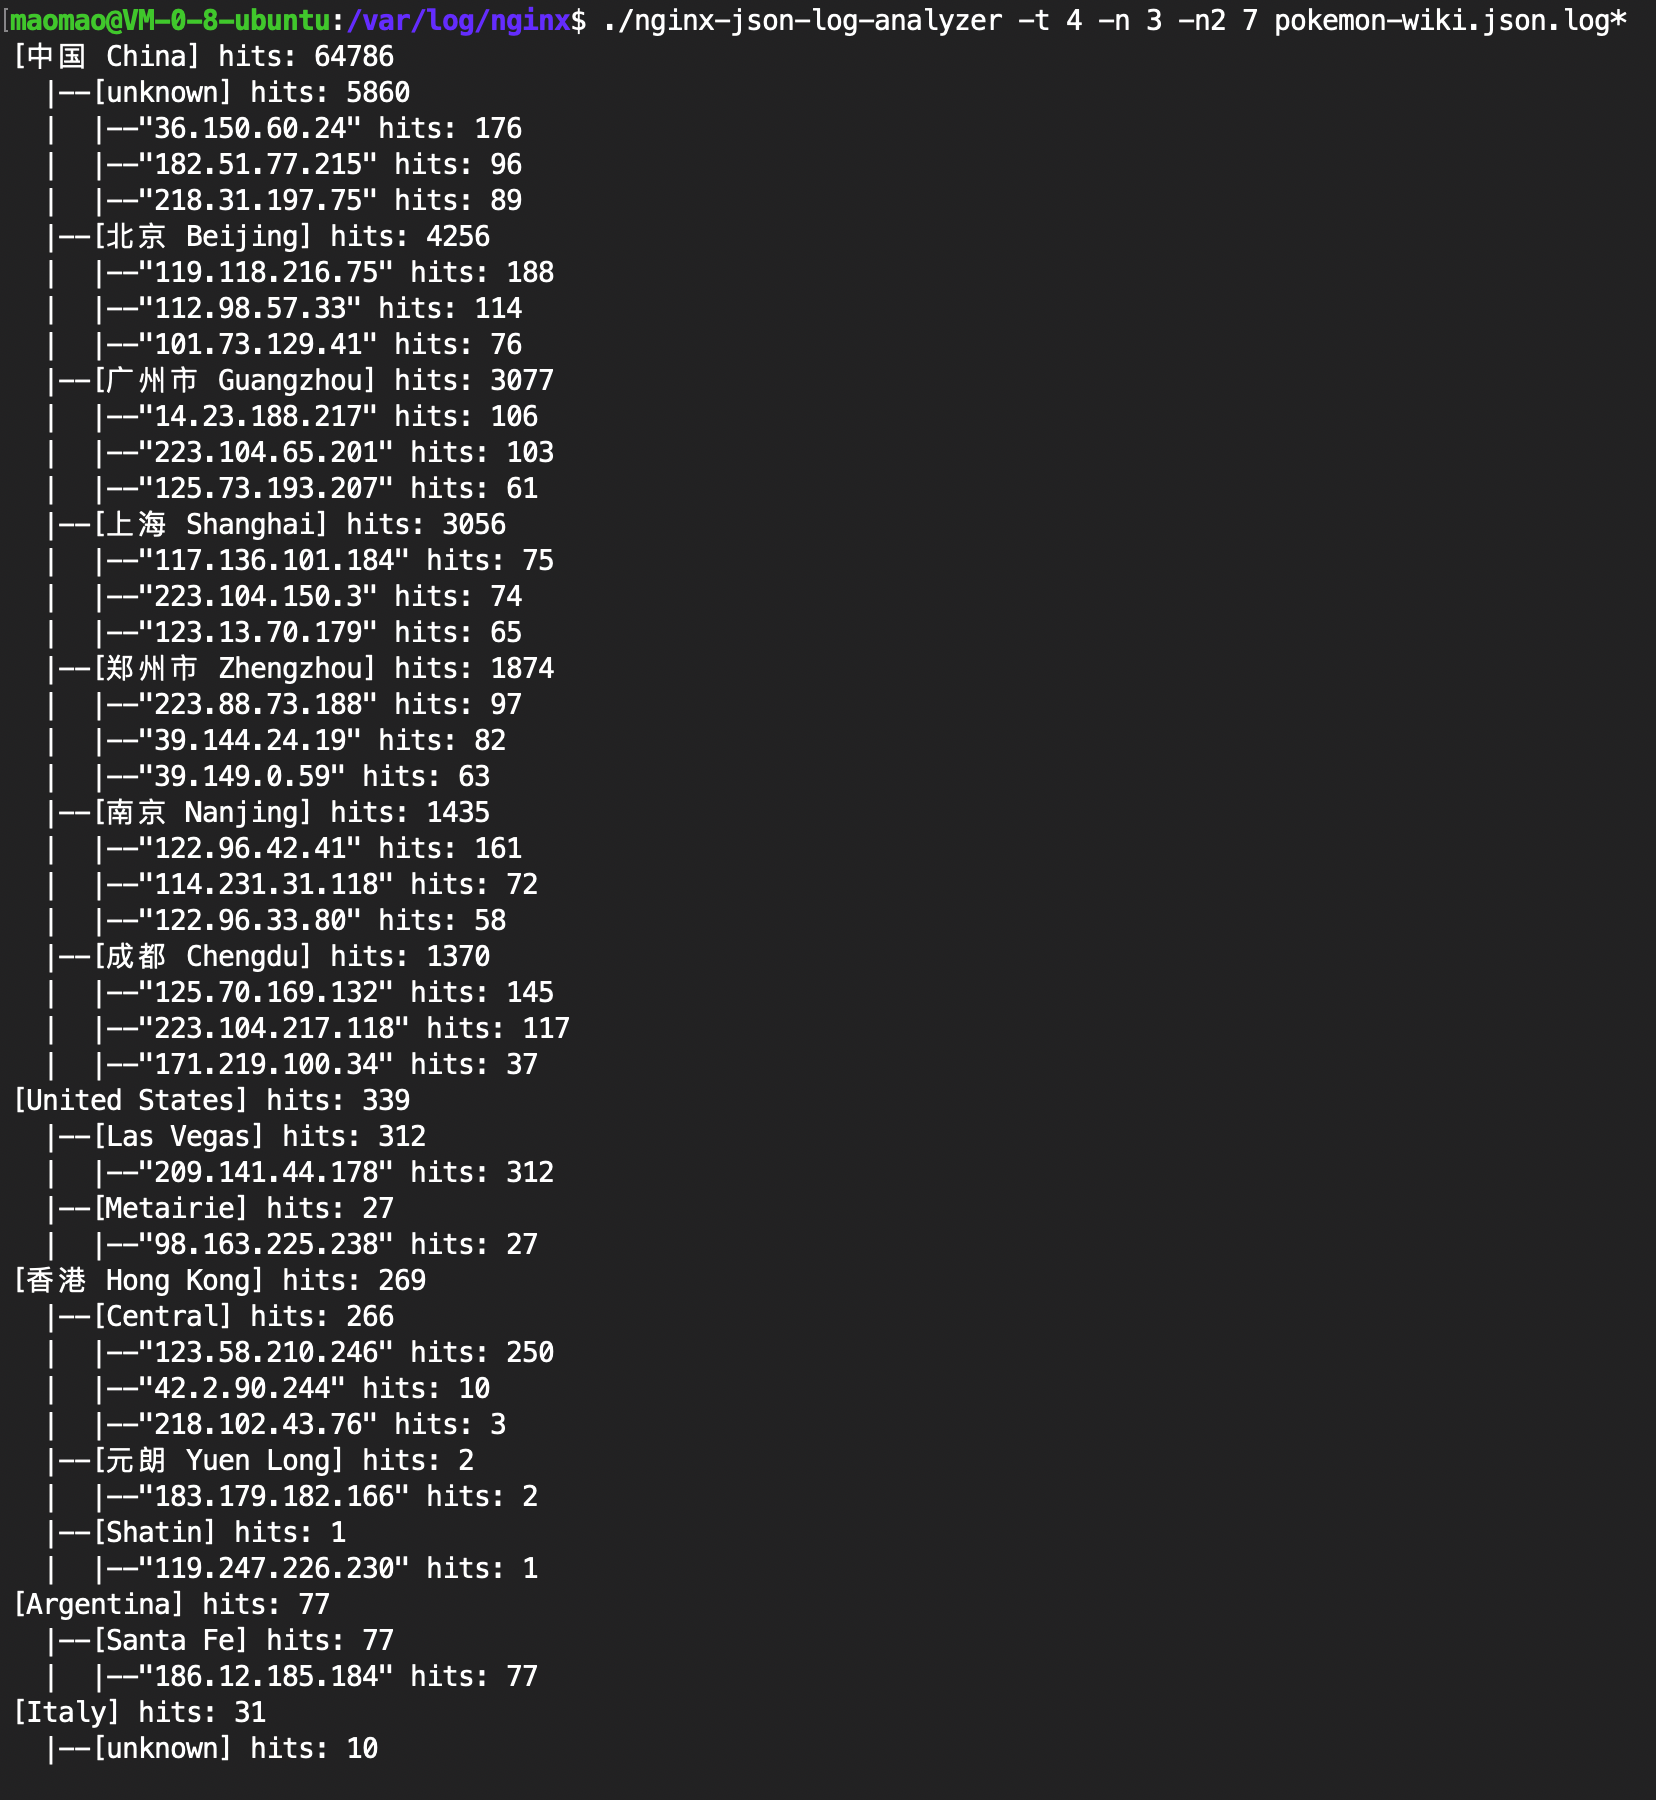 maomao@VM-0-8-ubuntu:/var/log/nginx$ ./nginx-json-log-analyzer -t 4 -n 3 -n2 7 pokemon-wiki.json.log*
[中国 China] hits: 64786
  |--[unknown] hits: 5860
  |  |--"36.150.60.24" hits: 176
  |  |--"182.51.77.215" hits: 96
  |  |--"218.31.197.75" hits: 89
  |--[北京 Beijing] hits: 4256
  |  |--"119.118.216.75" hits: 188
  |  |--"112.98.57.33" hits: 114
  |  |--"101.73.129.41" hits: 76
  |--[广州市 Guangzhou] hits: 3077
  |  |--"14.23.188.217" hits: 106
  |  |--"223.104.65.201" hits: 103
  |  |--"125.73.193.207" hits: 61
  |--[上海 Shanghai] hits: 3056
  |  |--"117.136.101.184" hits: 75
  |  |--"223.104.150.3" hits: 74
  |  |--"123.13.70.179" hits: 65
  |--[郑州市 Zhengzhou] hits: 1874
  |  |--"223.88.73.188" hits: 97
  |  |--"39.144.24.19" hits: 82
  |  |--"39.149.0.59" hits: 63
  |--[南京 Nanjing] hits: 1435
  |  |--"122.96.42.41" hits: 161
  |  |--"114.231.31.118" hits: 72
  |  |--"122.96.33.80" hits: 58
  |--[成都 Chengdu] hits: 1370
  |  |--"125.70.169.132" hits: 145
  |  |--"223.104.217.118" hits: 117
  |  |--"171.219.100.34" hits: 37
[United States] hits: 339
  |--[Las Vegas] hits: 312
  |  |--"209.141.44.178" hits: 312
  |--[Metairie] hits: 27
  |  |--"98.163.225.238" hits: 27
[香港 Hong Kong] hits: 269
  |--[Central] hits: 266
  |  |--"123.58.210.246" hits: 250
  |  |--"42.2.90.244" hits: 10
  |  |--"218.102.43.76" hits: 3
  |--[元朗 Yuen Long] hits: 2
  |  |--"183.179.182.166" hits: 2
  |--[Shatin] hits: 1
  |  |--"119.247.226.230" hits: 1
[Argentina] hits: 77
  |--[Santa Fe] hits: 77
  |  |--"186.12.185.184" hits: 77
[Italy] hits: 31
  |--[unknown] hits: 10